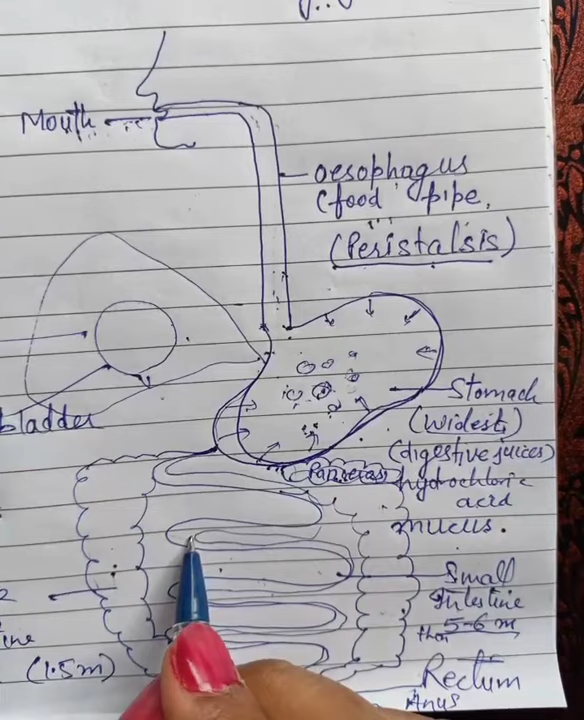 Mouth
oesophagus
(food pipe,
(Peristalsis)
bladder
Stomach
(widest)
(digestive juices)
Pancreas
hydrochloric
acid
mucus.
Small
Intestine
5-6 m
ine
(1.5m)
Rectum
Anus